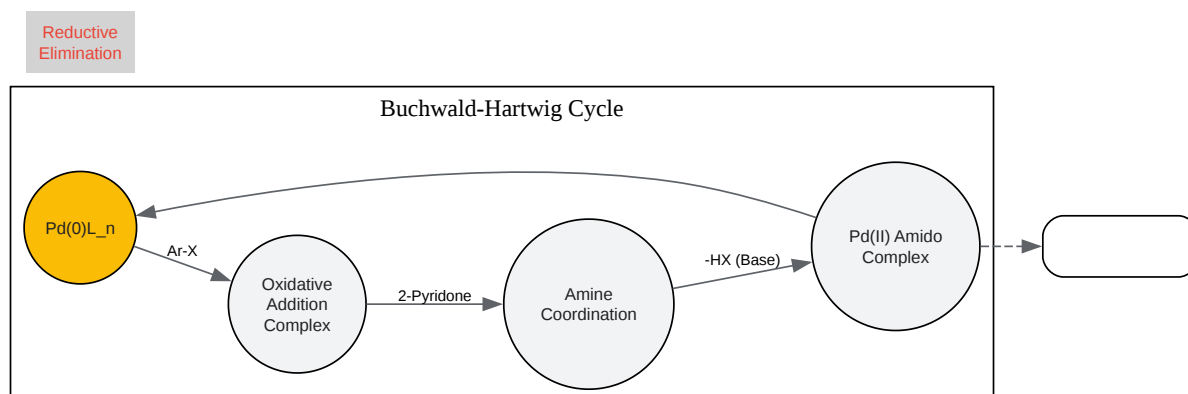 Reductive
Elimination
Buchwald-Hartwig Cycle
Pd(0)L_n
Ar-X
Oxidative
Addition
Complex
2-Pyridone
Amine
Coordination
-HX (Base)
Pd(II) Amido
Complex